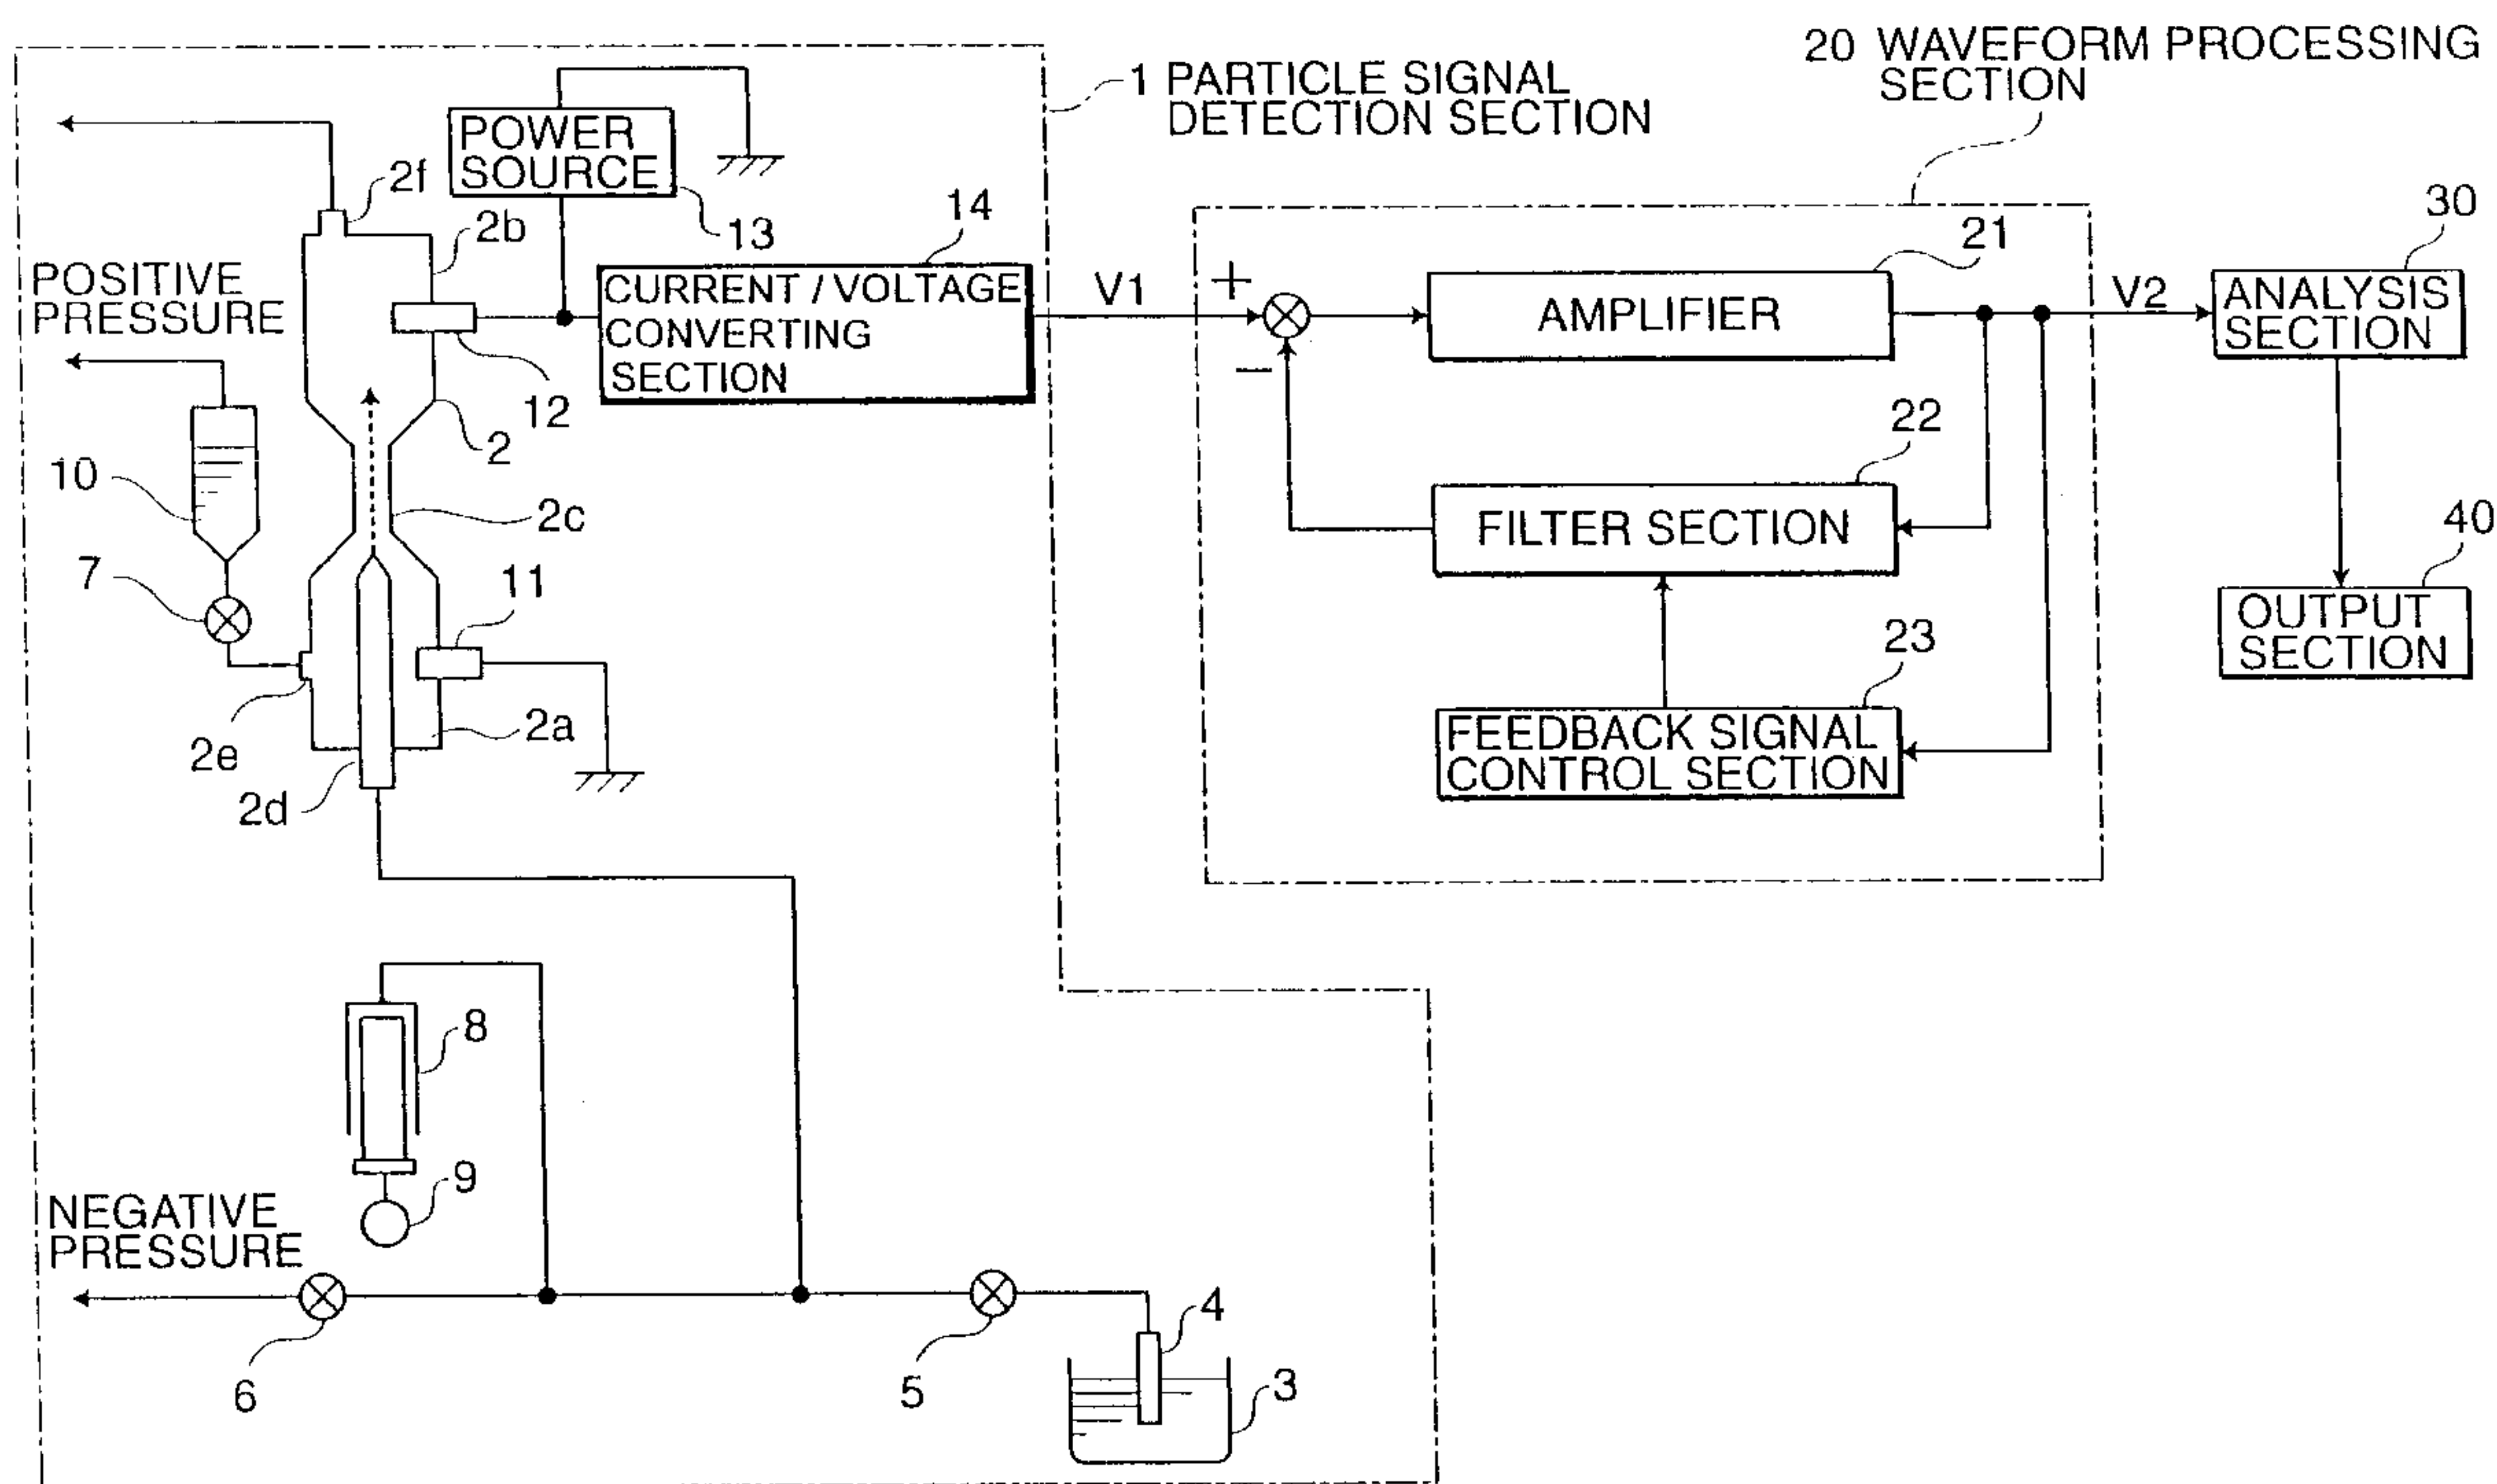 20 WAVEFORM PROCESSING
SECTION
1 PARTICLE SIGNAL
DETECTION SECTION
POWER
SOURCE
2f
13
2b
14
21
30
POSITIVE
PRESSURE
CURRENT / VOLTAGE
CONVERTING
SECTION
V1
+
−
AMPLIFIER
V2
ANALYSIS
SECTION
12
2
22
10
2c
FILTER SECTION
40
7
11
OUTPUT
SECTION
23
2e
2a
FEEDBACK SIGNAL
CONTROL SECTION
2d
8
9
NEGATIVE
PRESSURE
4
6
5
3